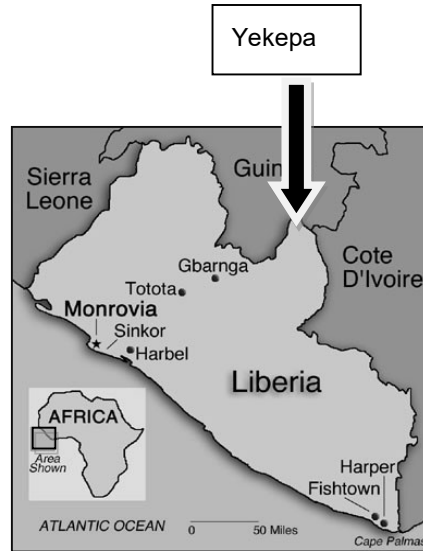 Yekepa
Sierra
Leone
Guin
Cote
D'Ivoire
Gbarnga
Totota
Monrovia
Sinkor
Harbel
Liberia
AFRICA
Area
Shown
Harper
Fishtown
ATLANTIC OCEAN
0 50 Miles
Cape Palmas